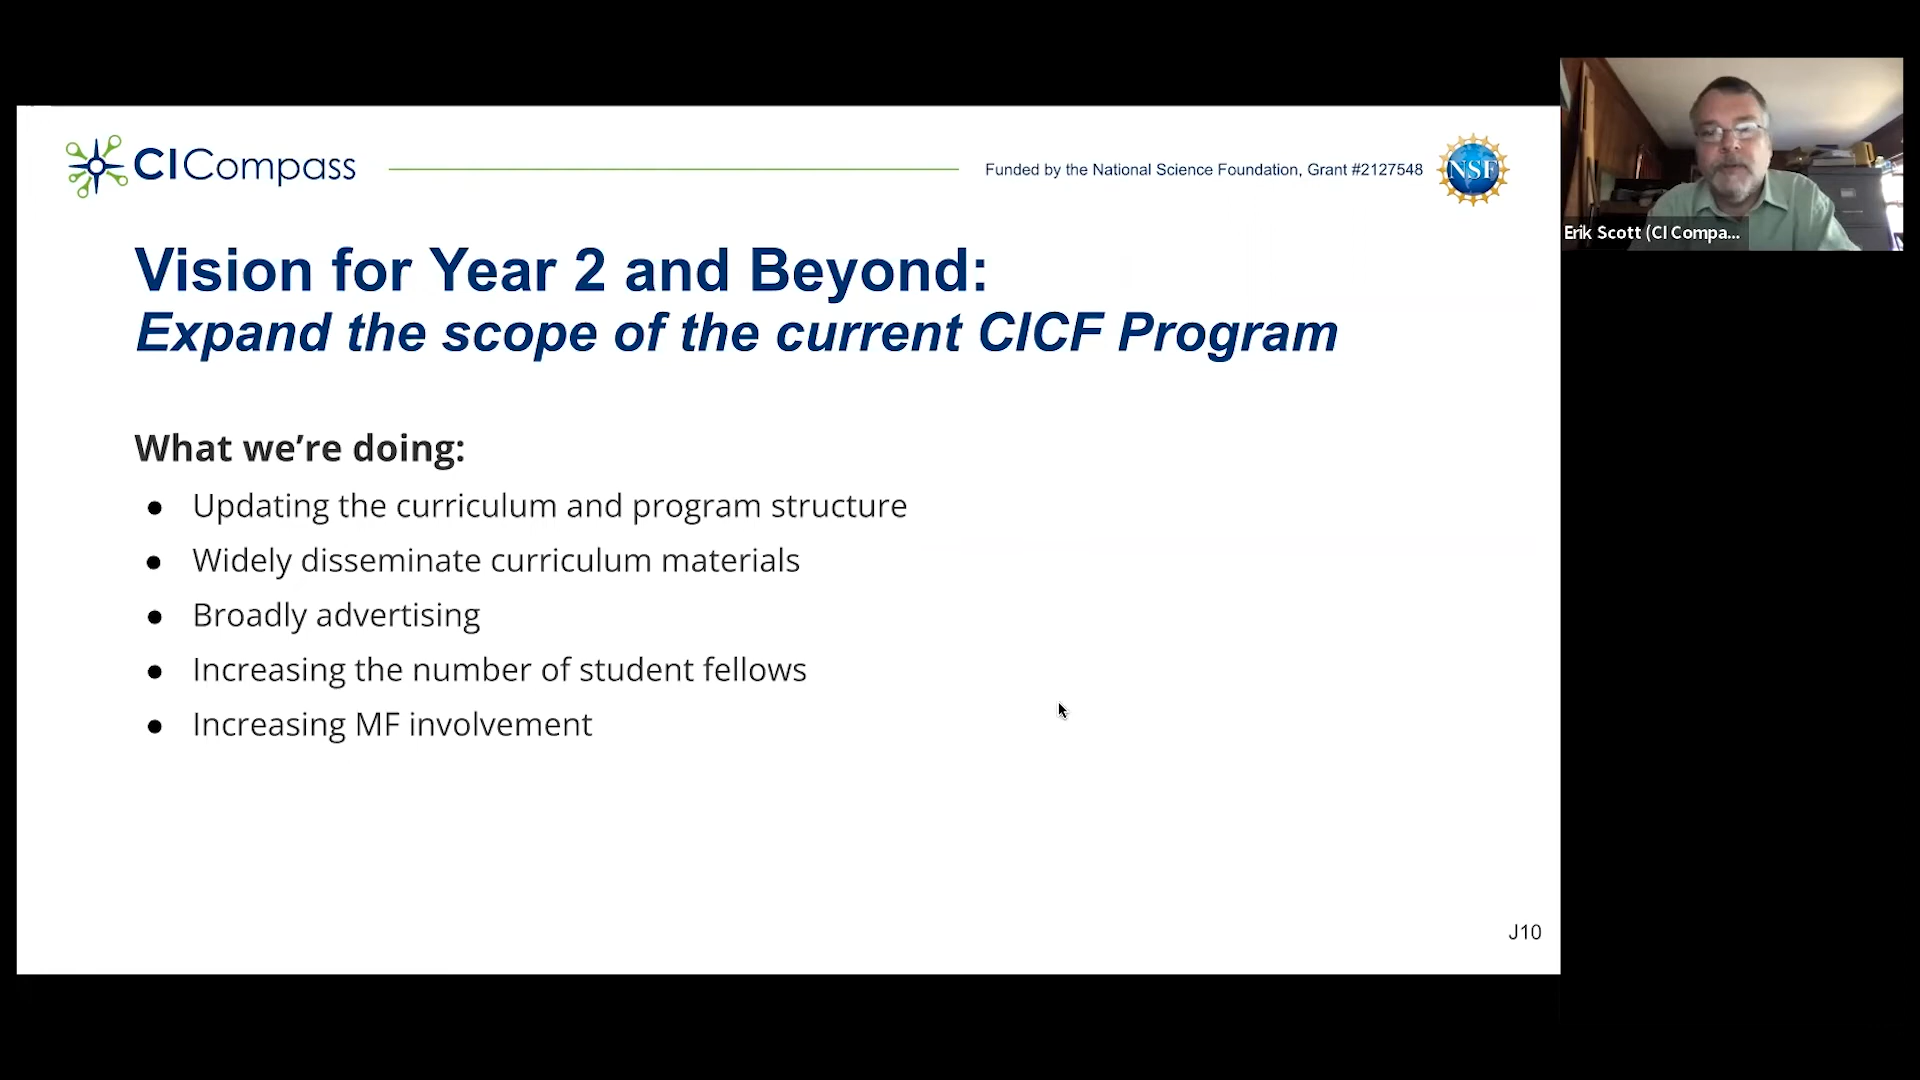 CICompass
Funded by the National Science Foundation, Grant #2127548
NSF
Erik Scott (CI Compa...
Vision for Year 2 and Beyond:
Expand the scope of the current CICF Program
What we're doing:
● Updating the curriculum and program structure
● Widely disseminate curriculum materials
● Broadly advertising
● Increasing the number of student fellows
● Increasing MF involvement
J10